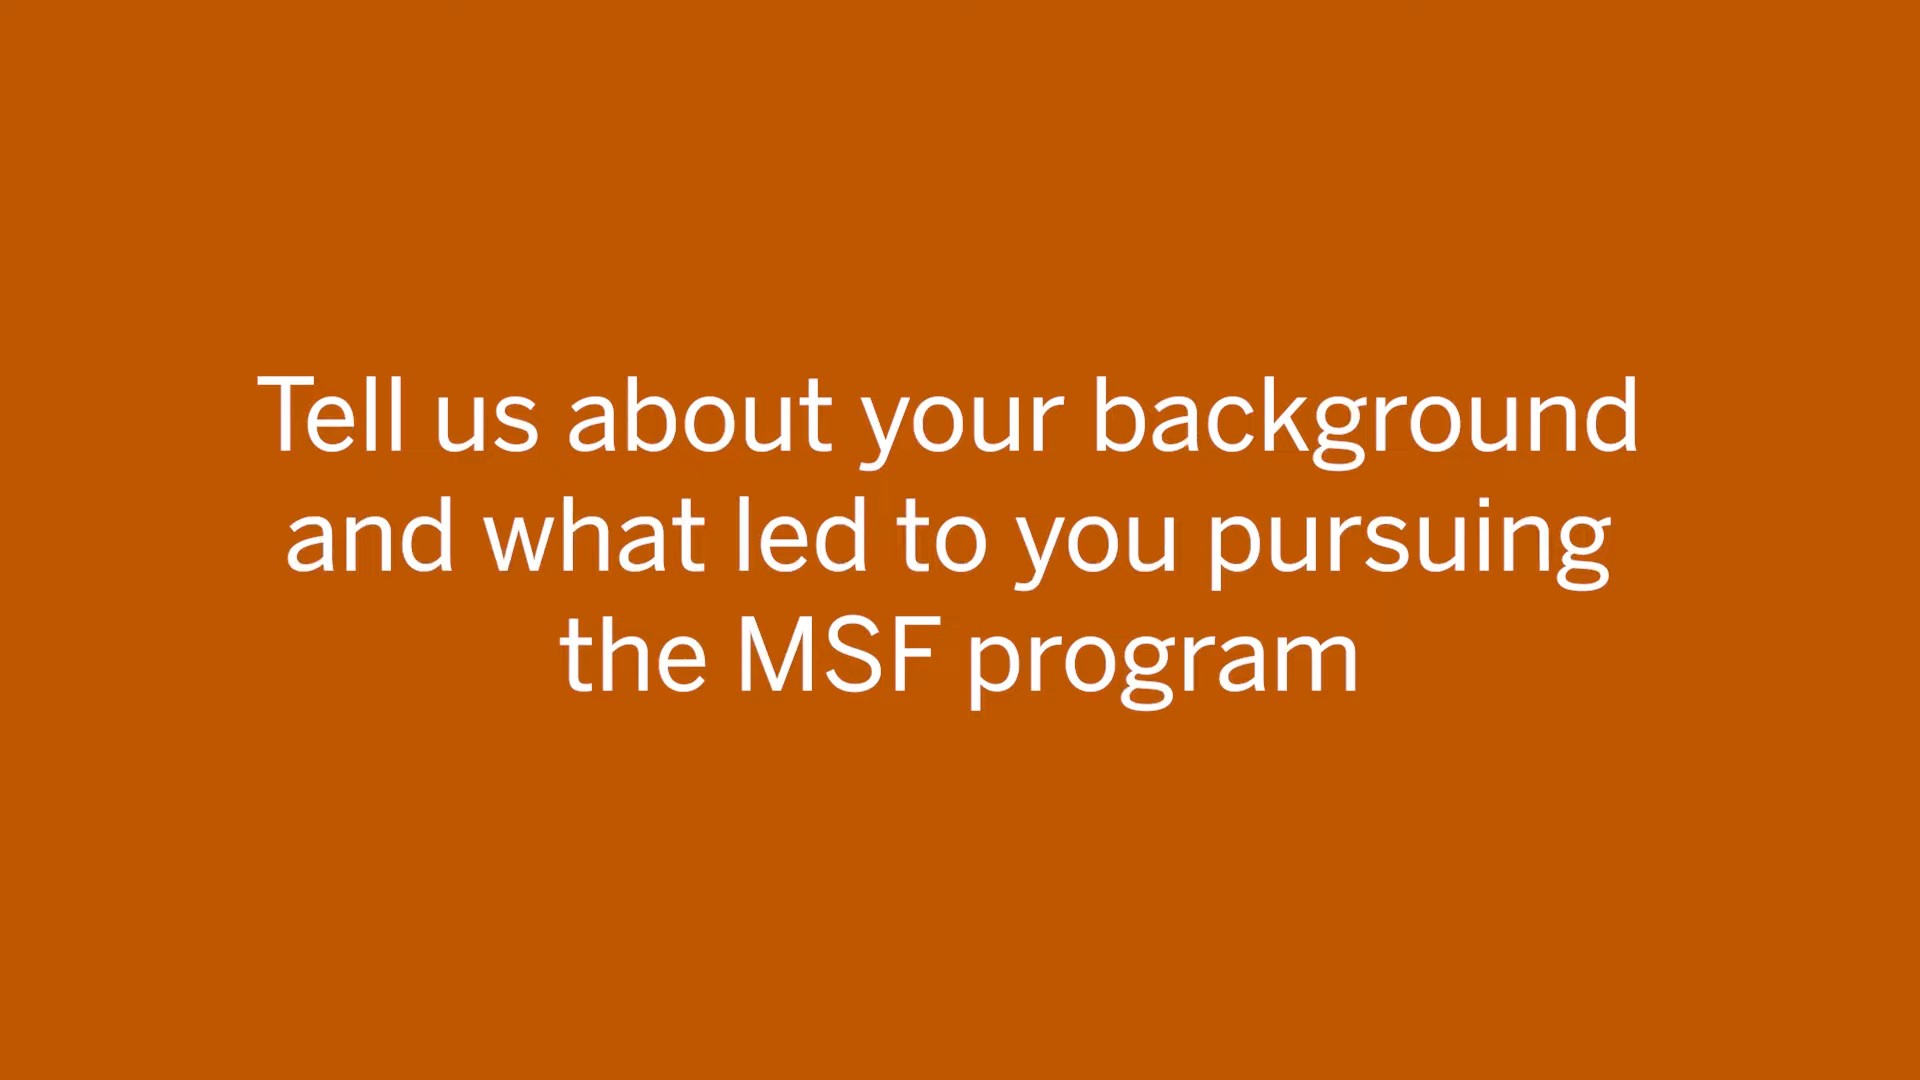 Tell us about your background
and what led to you pursuing
the MSF program